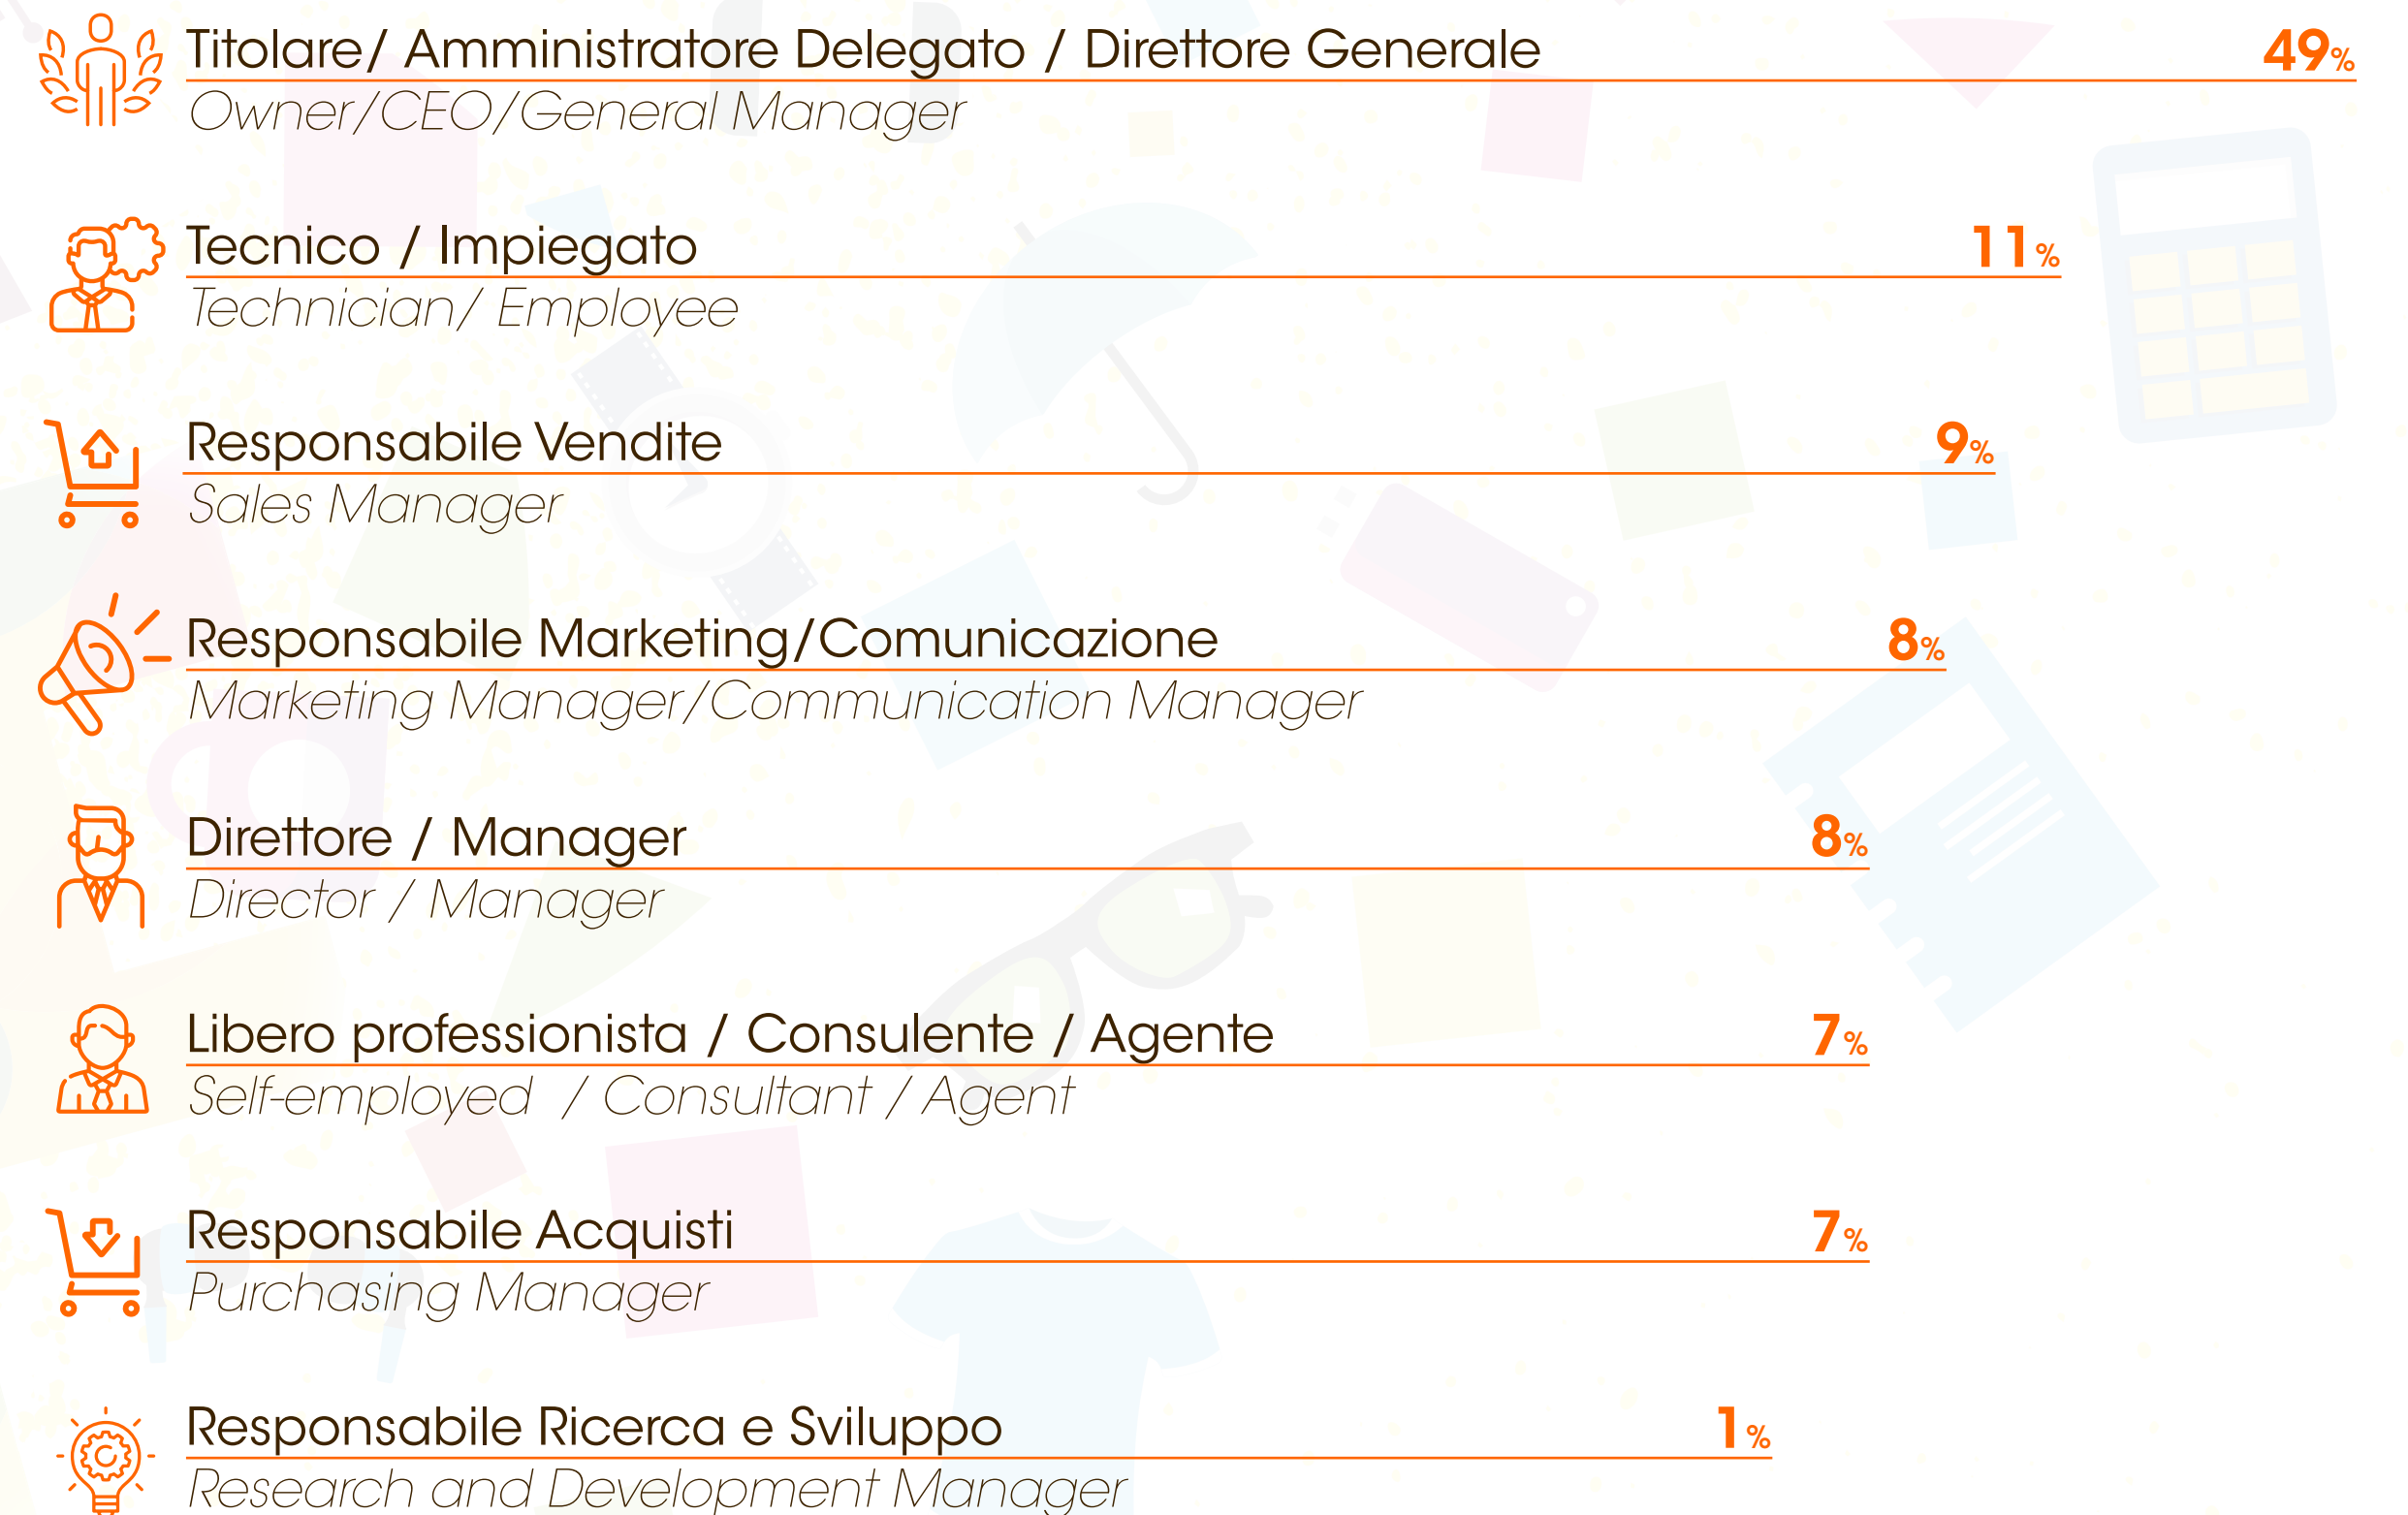 Titolare/ Amministratore Delegato / Direttore Generale 49%
Owner/CEO/General Manager
Tecnico / Impiegato 11%
Technician/ Employee
Responsabile Vendite 9%
Sales Manager
Responsabile Marketing/Comunicazione 8%
Marketing Manager/Communication Manager
Direttore / Manager 8%
Director / Manager
Libero professionista / Consulente / Agente 7%
Self-employed / Consultant / Agent
Responsabile Acquisti 7%
Purchasing Manager
Responsabile Ricerca e Sviluppo 1%
Research and Development Manager